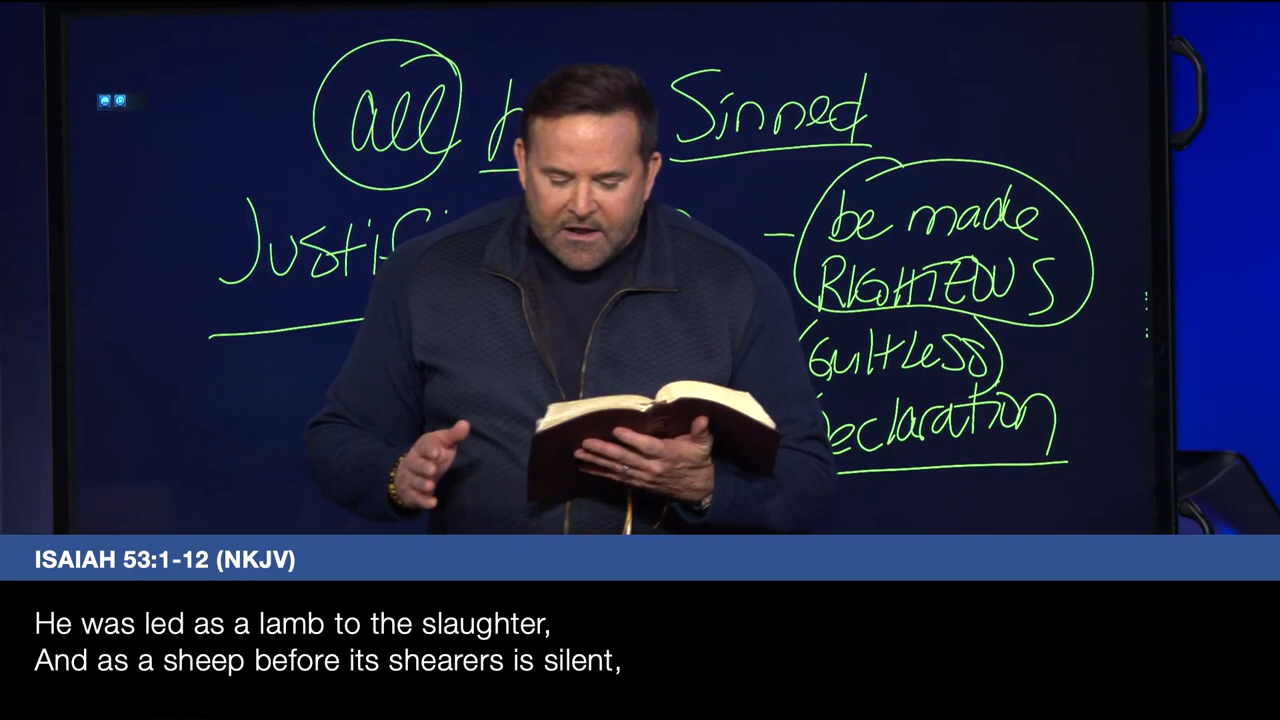 all Sinned
Justifi
- be made
RIGHTEOUS
(Guiltless)
eclaration
ISAIAH 53:1-12 (NKJV)
He was led as a lamb to the slaughter,
And as a sheep before its shearers is silent,